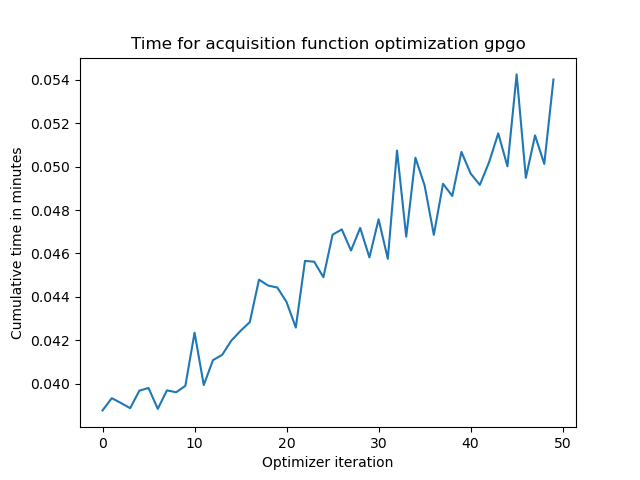 Time for acquisition function optimization gpgo
Cumulative time in minutes
0.054
0.052
0.050
0.048
0.046
0.044
0.042
0.040
0 10 20 30 40 50
Optimizer iteration